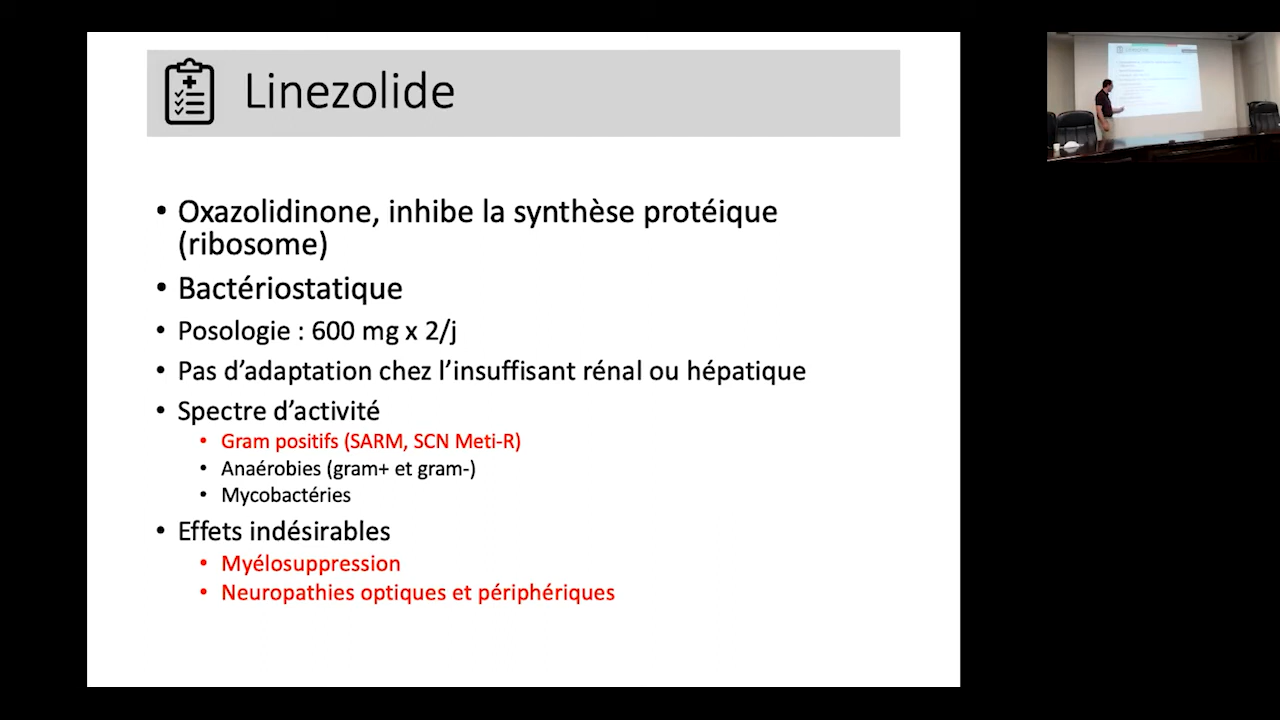 Linezolide
• Oxazolidinone, inhibe la synthèse protéique
(ribosome)
• Bactériostatique
• Posologie : 600 mg x 2/j
• Pas d’adaptation chez l’insuffisant rénal ou hépatique
• Spectre d’activité
• Gram positifs (SARM, SCN Meti-R)
• Anaérobies (gram+ et gram-)
• Mycobactéries
• Effets indésirables
• Myélosuppression
• Neuropathies optiques et périphériques